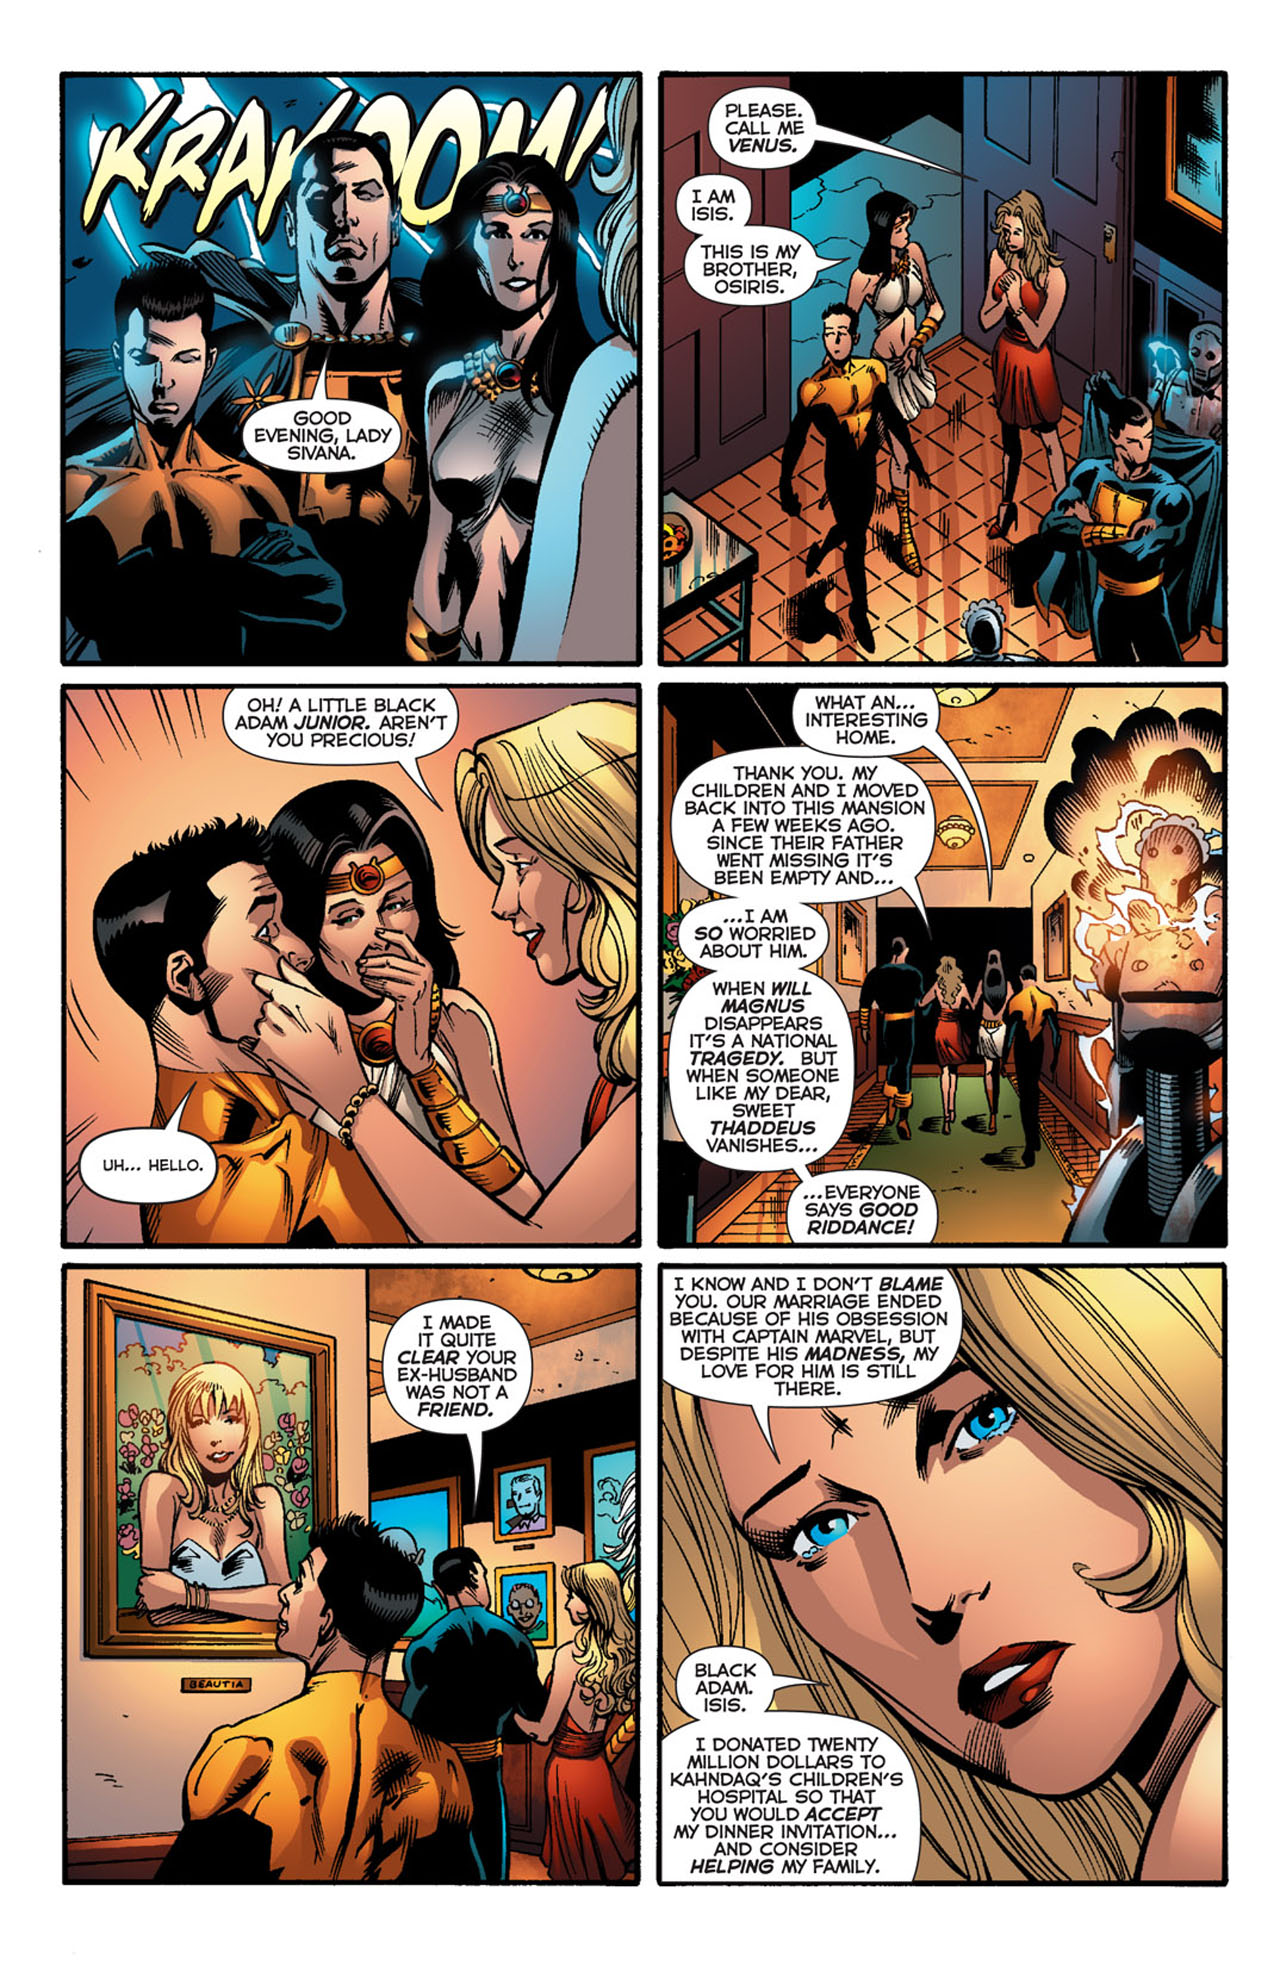 KRAKOOM!
GOOD
EVENING, LADY
SIVANA.
PLEASE.
CALL ME
VENUS.
I AM
ISIS.
THIS IS MY
BROTHER,
OSIRIS.
OH! A LITTLE BLACK
ADAM JUNIOR. AREN'T
YOU PRECIOUS!
UH... HELLO.
WHAT AN...
INTERESTING
HOME.
THANK YOU. MY
CHILDREN AND I MOVED
BACK INTO THIS MANSION
A FEW WEEKS AGO.
SINCE THEIR FATHER
WENT MISSING IT'S
BEEN EMPTY AND...
...I AM
SO WORRIED
ABOUT HIM.
WHEN WILL
MAGNUS
DISAPPEARS
IT'S A NATIONAL
TRAGEDY. BUT
WHEN SOMEONE
LIKE MY DEAR,
SWEET
THADDEUS
VANISHES...
...EVERYONE
SAYS GOOD
RIDDANCE!
I MADE
IT QUITE
CLEAR YOUR
EX-HUSBAND
WAS NOT A
FRIEND.
BEAUTIA
I KNOW AND I DON'T BLAME
YOU. OUR MARRIAGE ENDED
BECAUSE OF HIS OBSESSION
WITH CAPTAIN MARVEL, BUT
DESPITE HIS MADNESS, MY
LOVE FOR HIM IS STILL
THERE.
BLACK
ADAM.
ISIS.
I DONATED TWENTY
MILLION DOLLARS TO
KAHNDAQ'S CHILDREN'S
HOSPITAL SO THAT
YOU WOULD ACCEPT
MY DINNER INVITATION...
AND CONSIDER
HELPING MY FAMILY.